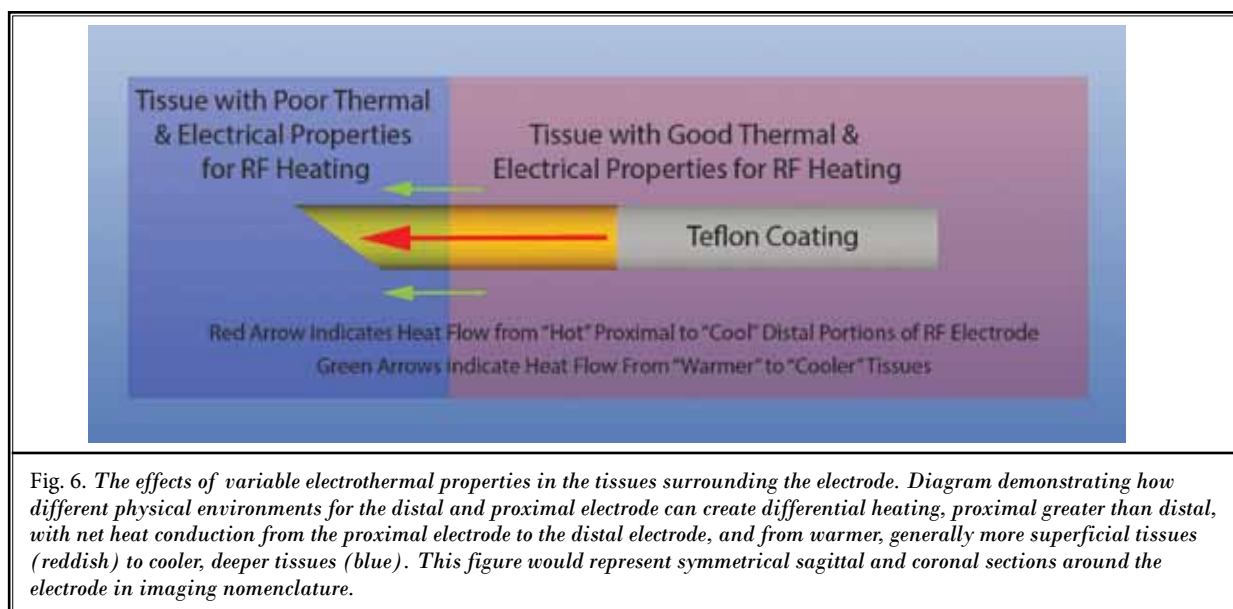 Tissue with Poor Thermal
& Electrical Properties
for RF Heating
Tissue with Good Thermal &
Electrical Properties for RF Heating
Teflon Coating
Red Arrow Indicates Heat Flow from "Hot" Proximal to "Cool" Distal Portions of RF Electrode
Green Arrows indicate Heat Flow From "Warmer" to "Cooler" Tissues
Fig. 6. The effects of variable electrothermal properties in the tissues surrounding the electrode. Diagram demonstrating how
different physical environments for the distal and proximal electrode can create differential heating, proximal greater than distal,
with net heat conduction from the proximal electrode to the distal electrode, and from warmer, generally more superficial tissues
(reddish) to cooler, deeper tissues (blue). This figure would represent symmetrical sagittal and coronal sections around the
electrode in imaging nomenclature.